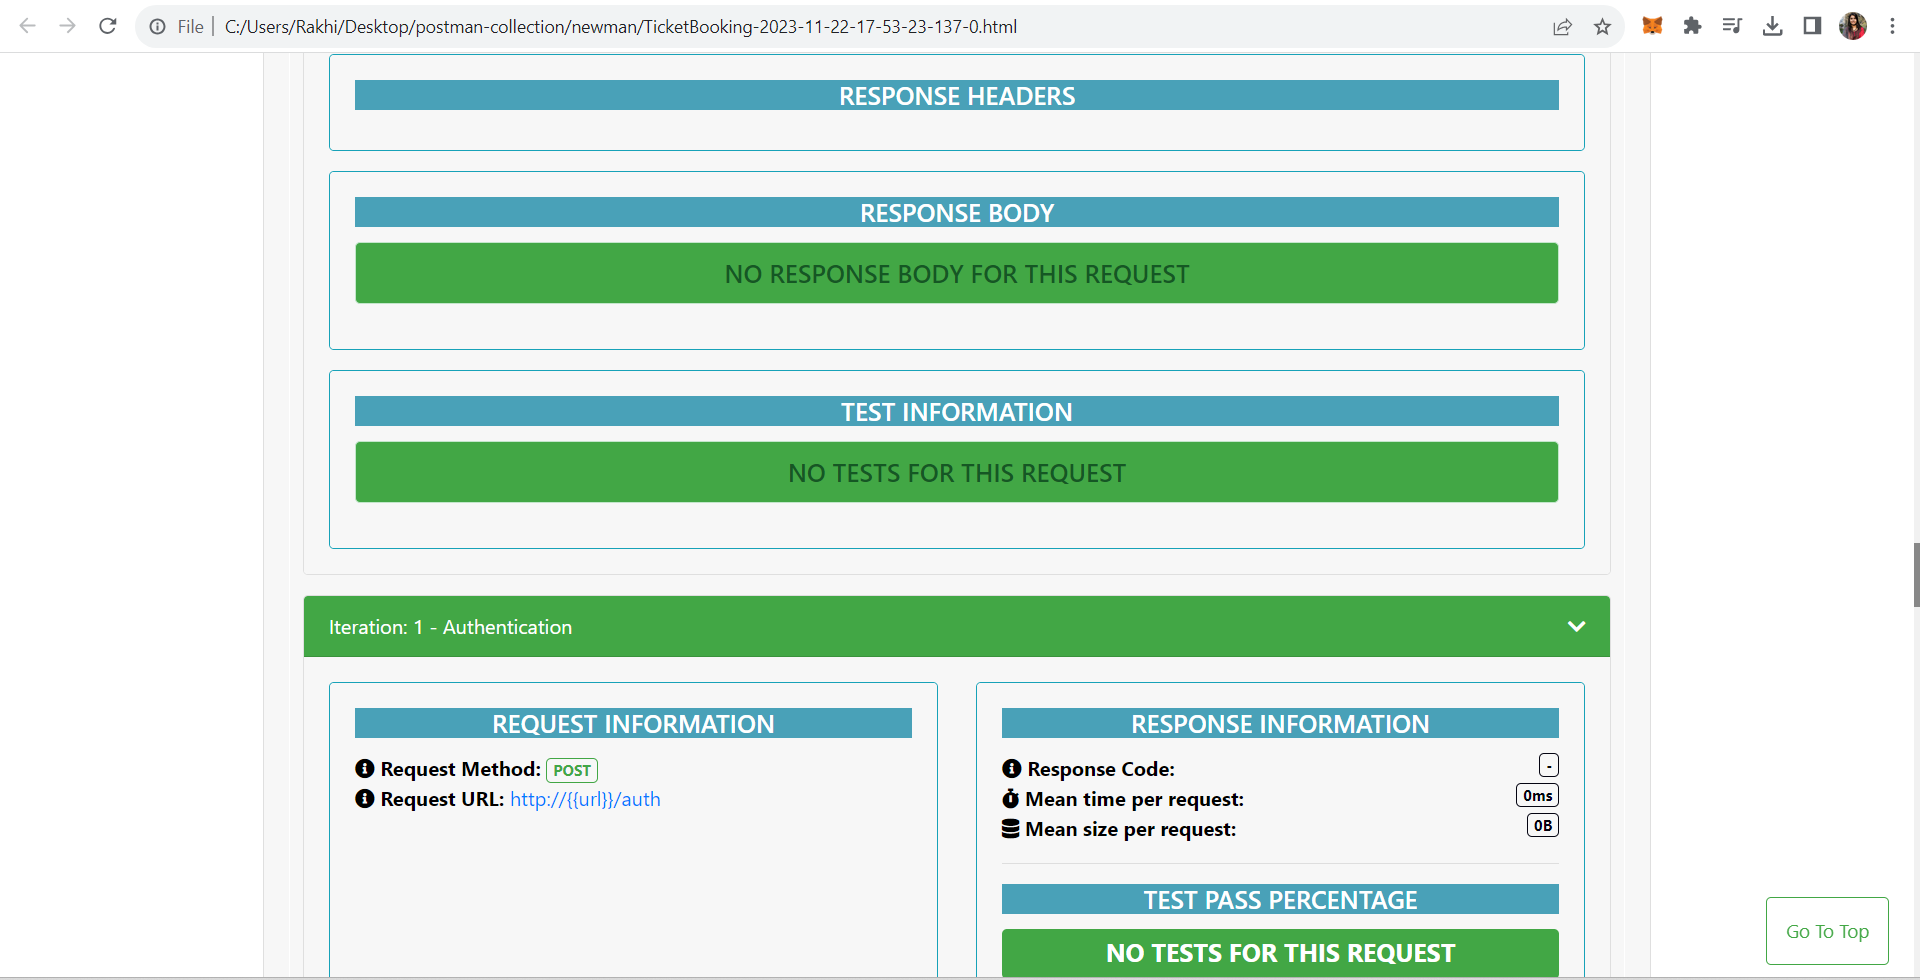 File
C:/Users/Rakhi/Desktop/postman-collection/newman/TicketBooking-2023-11-22-17-53-23-137-0.html
RESPONSE HEADERS
RESPONSE BODY
NO RESPONSE BODY FOR THIS REQUEST
TEST INFORMATION
NO TESTS FOR THIS REQUEST
Iteration: 1 - Authentication
REQUEST INFORMATION
Request Method: POST
Request URL: http://{{url}}/auth
RESPONSE INFORMATION
Response Code: -
Mean time per request: 0ms
Mean size per request: 0B
TEST PASS PERCENTAGE
NO TESTS FOR THIS REQUEST
Go To Top